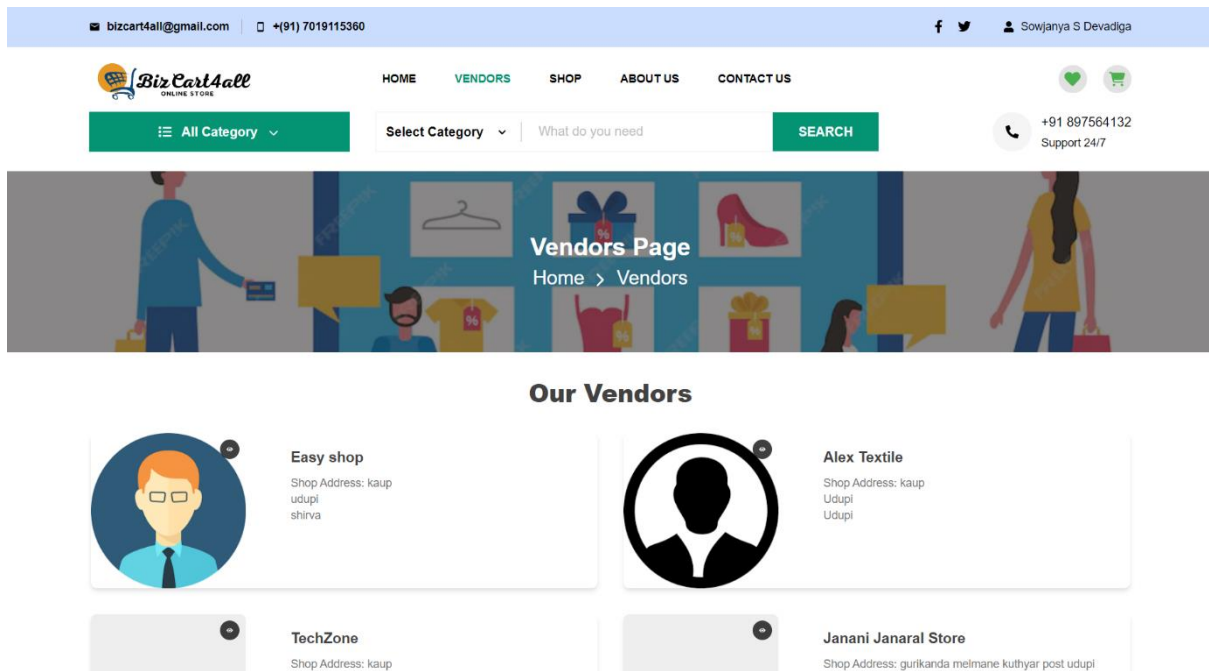 bizcart4all@gmail.com
+(91) 7019115360
Sowjanya S Devadiga
Biz Cart4all
ONLINE STORE
HOME
VENDORS
SHOP
ABOUT US
CONTACT US
All Category
Select Category
What do you need
SEARCH
+91 897564132
Support 24/7
Vendors Page
Home > Vendors
%
%
%
%
%
FREEPIK
Our Vendors
Easy shop
Shop Address: kaup
udupi
shirva
Alex Textile
Shop Address: kaup
Udupi
Udupi
TechZone
Shop Address: kaup
Janani Janaral Store
Shop Address: gurikanda melmane kuthyar post udupi